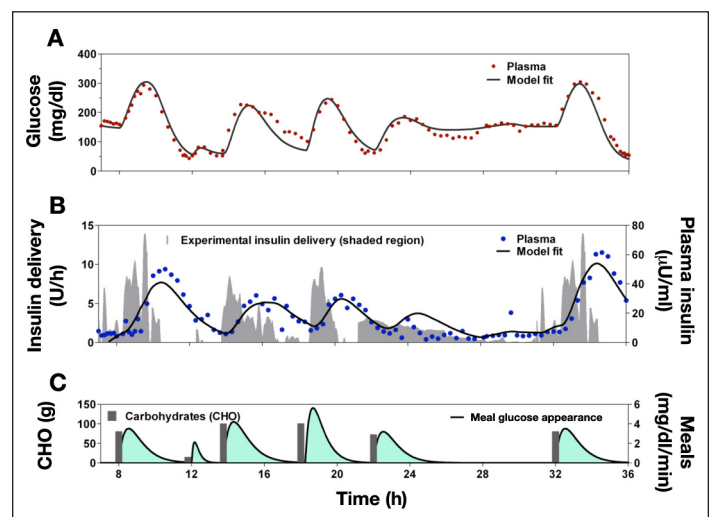 A
400
300
200
100
0
Glucose
(mg/dl)
Plasma
Model fit
B
15
10
5
0
Insulin delivery
(U/h)
Experimental insulin delivery (shaded region)
Plasma
Model fit
80
60
40
20
0
Plasma insulin
(μU/ml)
C
150
100
50
0
CHO (g)
Carbohydrates (CHO)
Meal glucose appearance
6
4
2
0
Meals
(mg/dl/min)
8 12 16 20 24 28 32 36
Time (h)